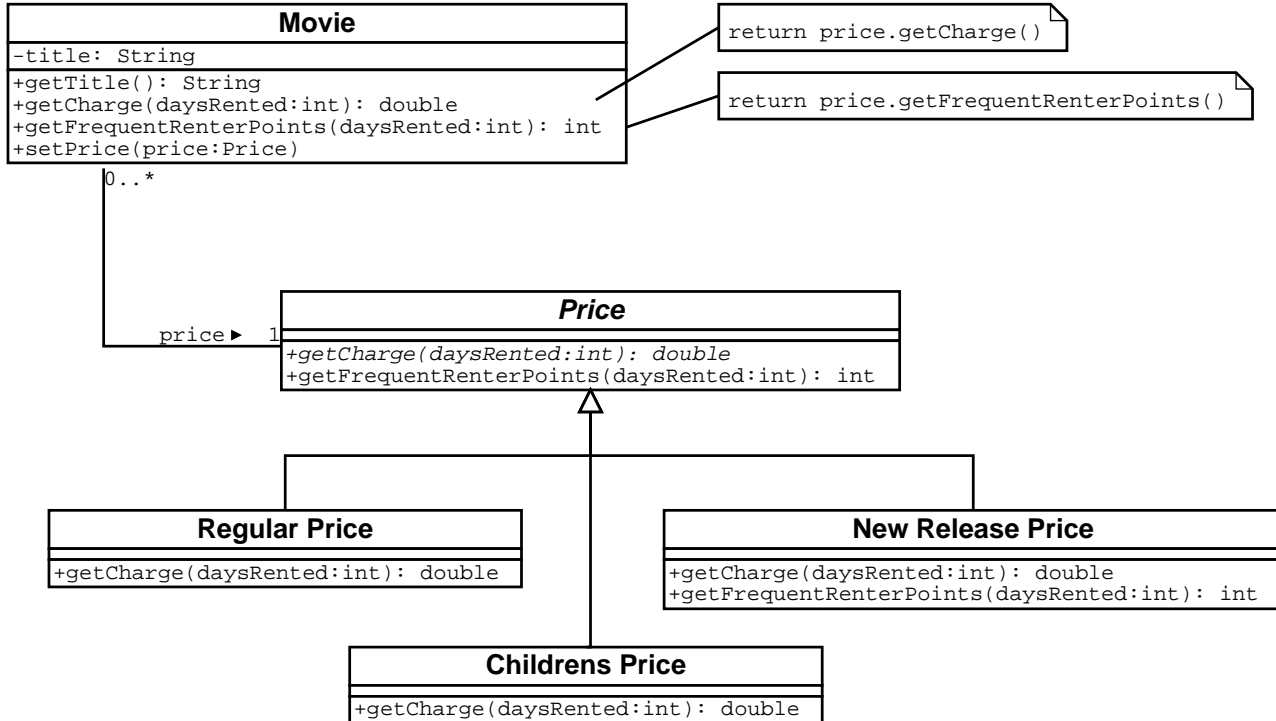 Movie
-title: String
+getTitle(): String
+getCharge(daysRented:int): double
+getFrequentRenterPoints(daysRented:int): int
+setPrice(price:Price)
return price.getCharge()
return price.getFrequentRenterPoints()
0..*
price► 1
Price
+getCharge(daysRented:int): double
+getFrequentRenterPoints(daysRented:int): int
Regular Price
+getCharge(daysRented:int): double
New Release Price
+getCharge(daysRented:int): double
+getFrequentRenterPoints(daysRented:int): int
Childrens Price
+getCharge(daysRented:int): double